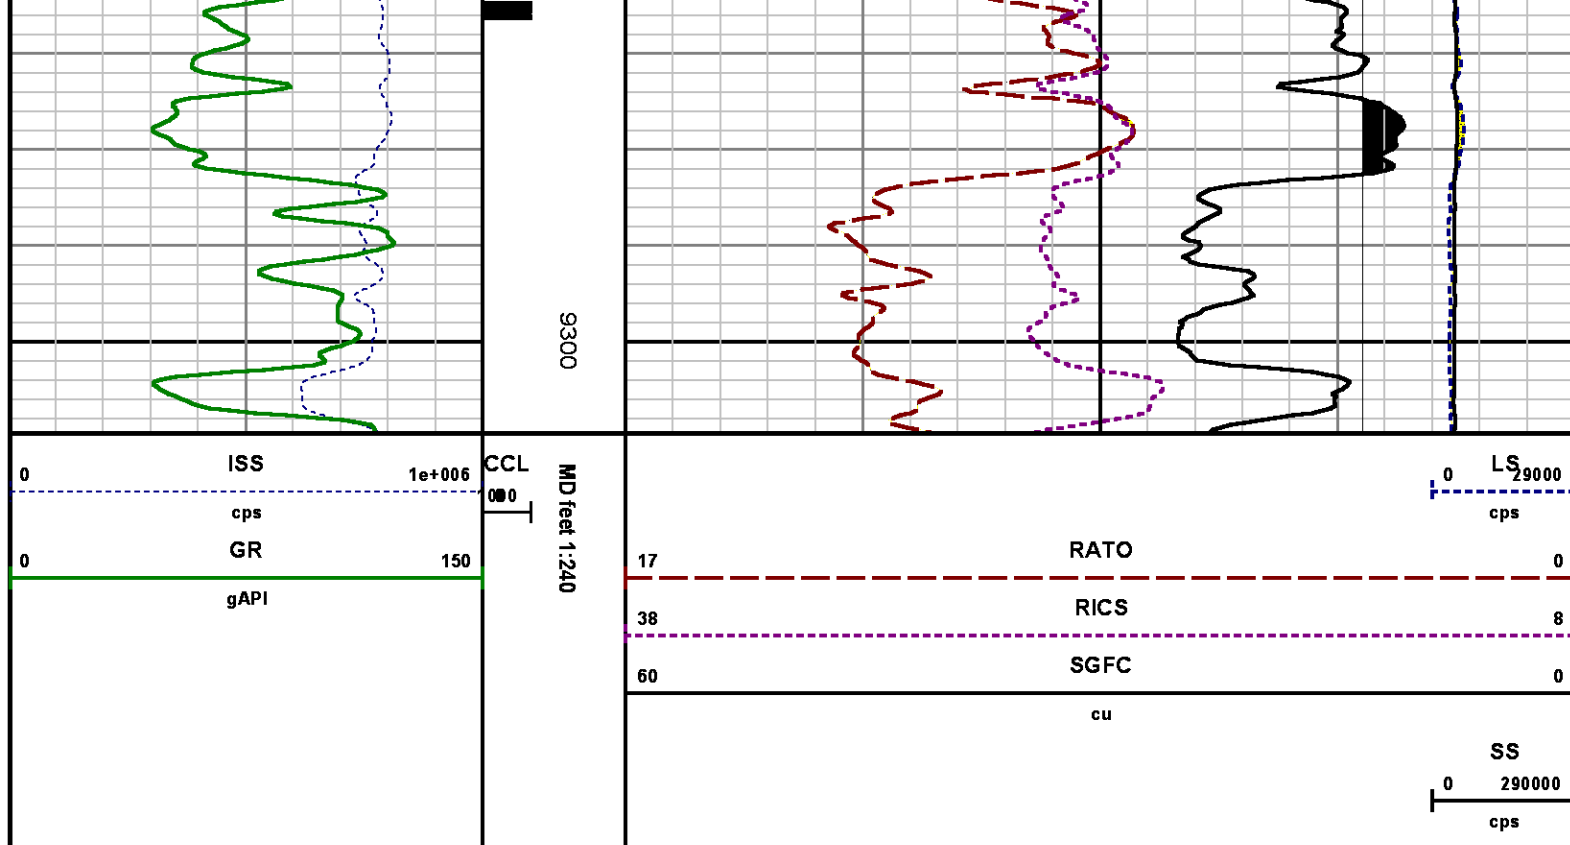 9300
ISS
0 1e+006
cps
GR
0 150
gAPI
CCL
MD feet 1:240
LS
0 29000
cps
RATO
17 0
RICS
38 8
SGFC
60 0
cu
SS
0 290000
cps